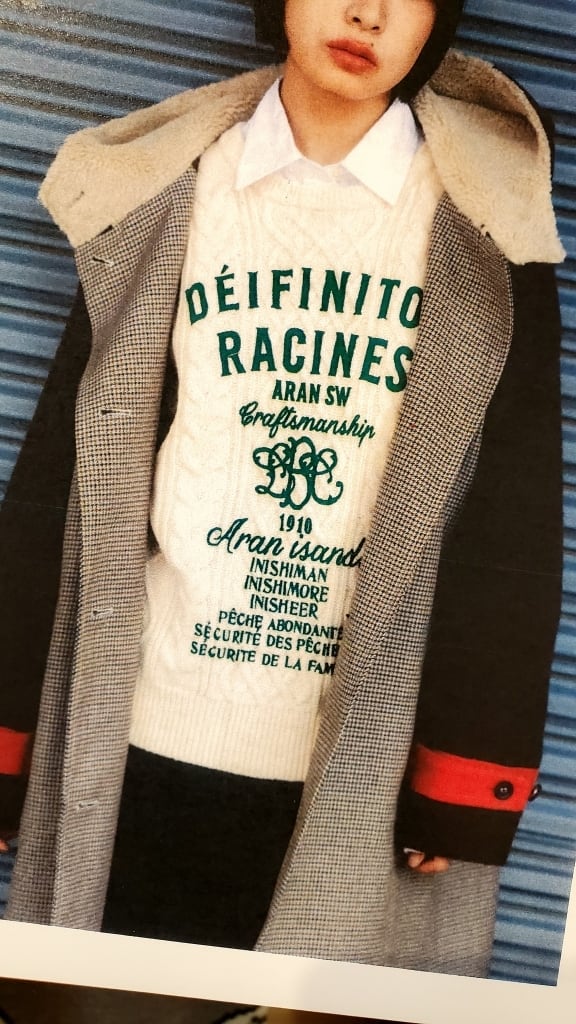 DÉIFINITO
RACINES
ARAN SW
Craftsmanship
1910
Aran isand
INISHIMAN
INISHIMORE
INISHEER
PÊCHE ABONDANTE
SÉCURITÉ DES PÊCHE
SÉCURITE DE LA FAM